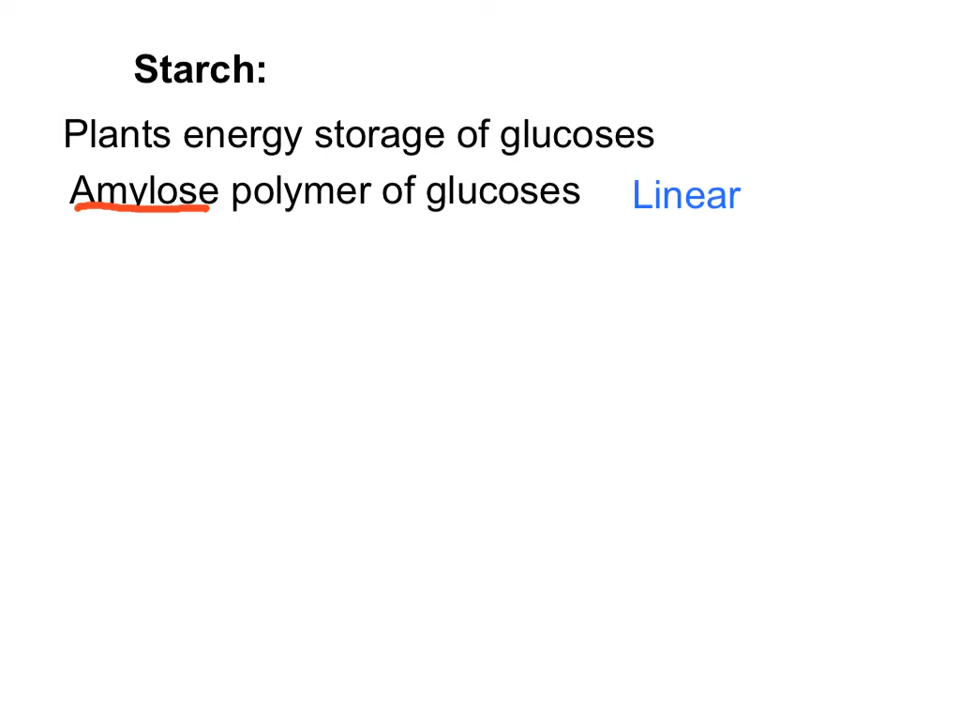 Starch:
Plants energy storage of glucoses
Amylose polymer of glucoses Linear